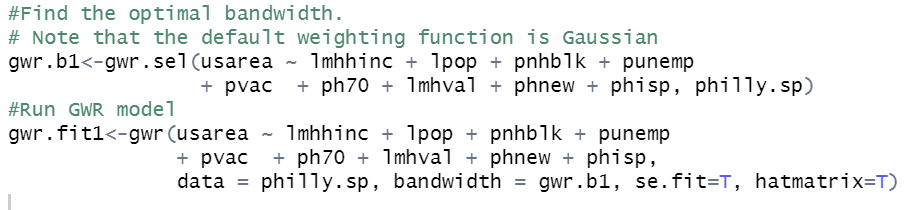 #Find the optimal bandwidth.
# Note that the default weighting function is Gaussian
gwr.b1<-gwr.sel(usarea ~ lmhhinc + lpop + pnhblk + punemp
+ pvac  + ph70 + lmhval + phnew + phisp, philly.sp)
#Run GWR model
gwr.fit1<-gwr(usarea ~ lmhhinc + lpop + pnhblk + punemp
+ pvac  + ph70 + lmhval + phnew + phisp,
data = philly.sp, bandwidth = gwr.b1, se.fit=T, hatmatrix=T)